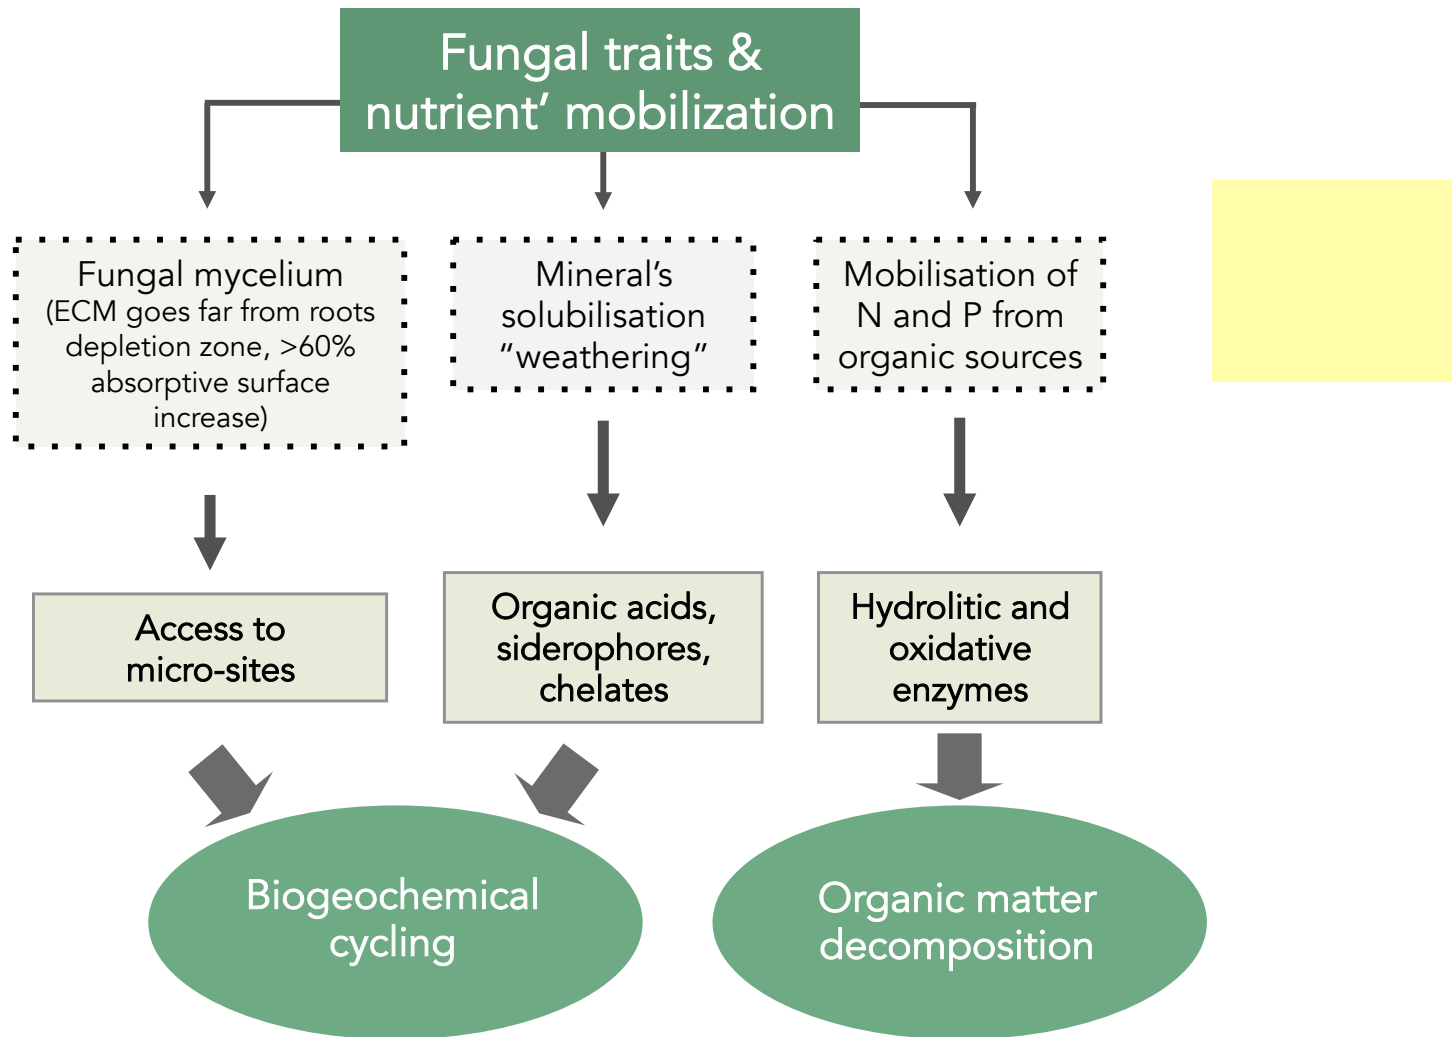 Fungal traits &
nutrient’ mobilization
Fungal mycelium
(ECM goes far from roots
depletion zone, >60%
absorptive surface
increase)
Mineral’s
solubilisation
“weathering”
Mobilisation of
N and P from
organic sources
Access to
micro-sites
Organic acids,
siderophores,
chelates
Hydrolitic and
oxidative
enzymes
Biogeochemical
cycling
Organic matter
decomposition